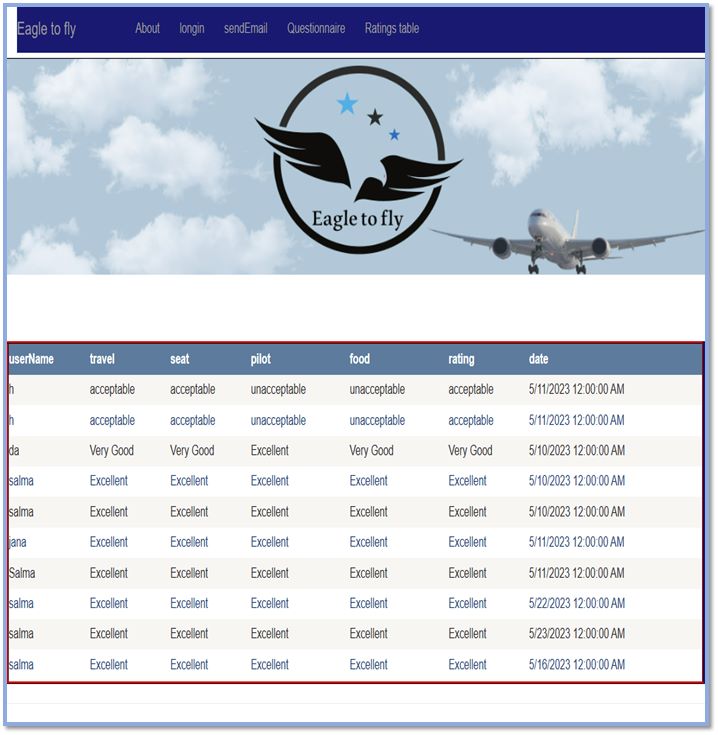 Eagle to fly About longin sendEmail Questionnaire Ratings table
Eagle to fly
userName travel seat pilot food rating date
h acceptable acceptable unacceptable unacceptable acceptable 5/11/2023 12:00:00 AM
h acceptable acceptable unacceptable unacceptable acceptable 5/11/2023 12:00:00 AM
da Very Good Very Good Excellent Very Good Very Good 5/10/2023 12:00:00 AM
salma Excellent Excellent Excellent Excellent Excellent 5/10/2023 12:00:00 AM
salma Excellent Excellent Excellent Excellent Excellent 5/10/2023 12:00:00 AM
jana Excellent Excellent Excellent Excellent Excellent 5/11/2023 12:00:00 AM
Salma Excellent Excellent Excellent Excellent Excellent 5/11/2023 12:00:00 AM
salma Excellent Excellent Excellent Excellent Excellent 5/22/2023 12:00:00 AM
salma Excellent Excellent Excellent Excellent Excellent 5/23/2023 12:00:00 AM
salma Excellent Excellent Excellent Excellent Excellent 5/16/2023 12:00:00 AM